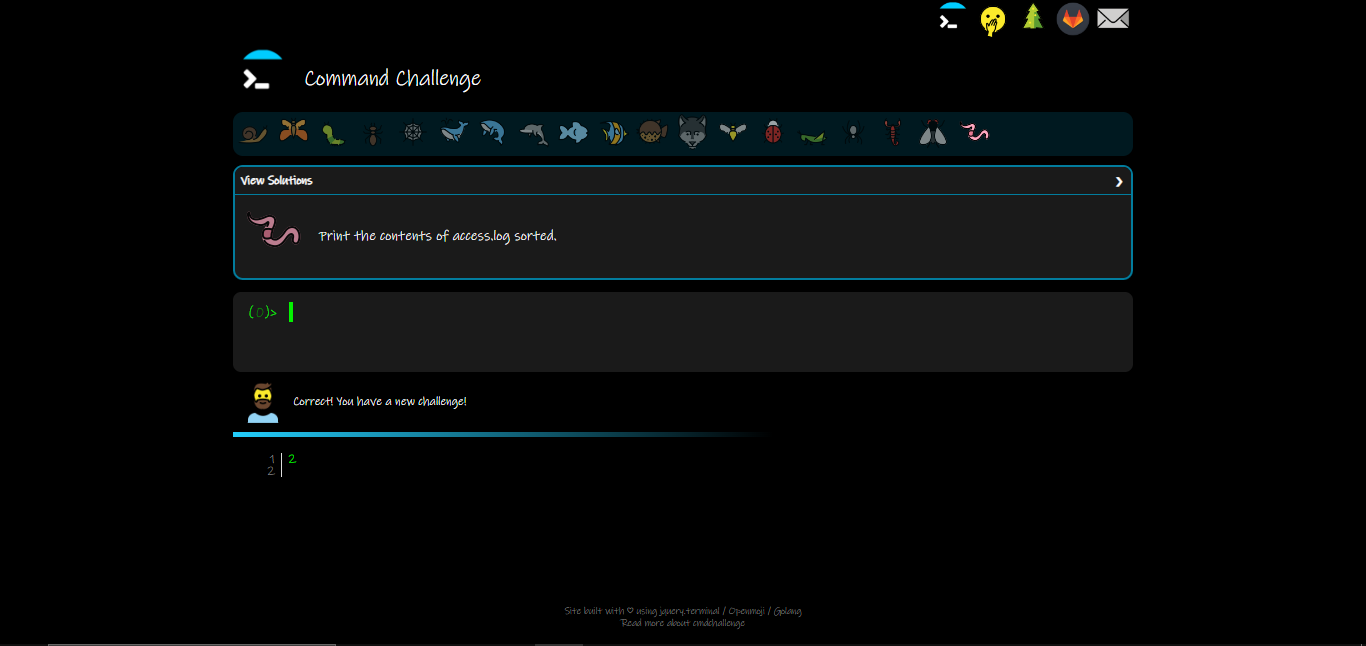 Command Challenge
View Solutions
Print the contents of access.log sorted.
(0)>
Correct! You have a new challenge!
1 2
2
Site built with ♡ using jquery.terminal / Openmoji / Golang
Read more about cmdchallenge